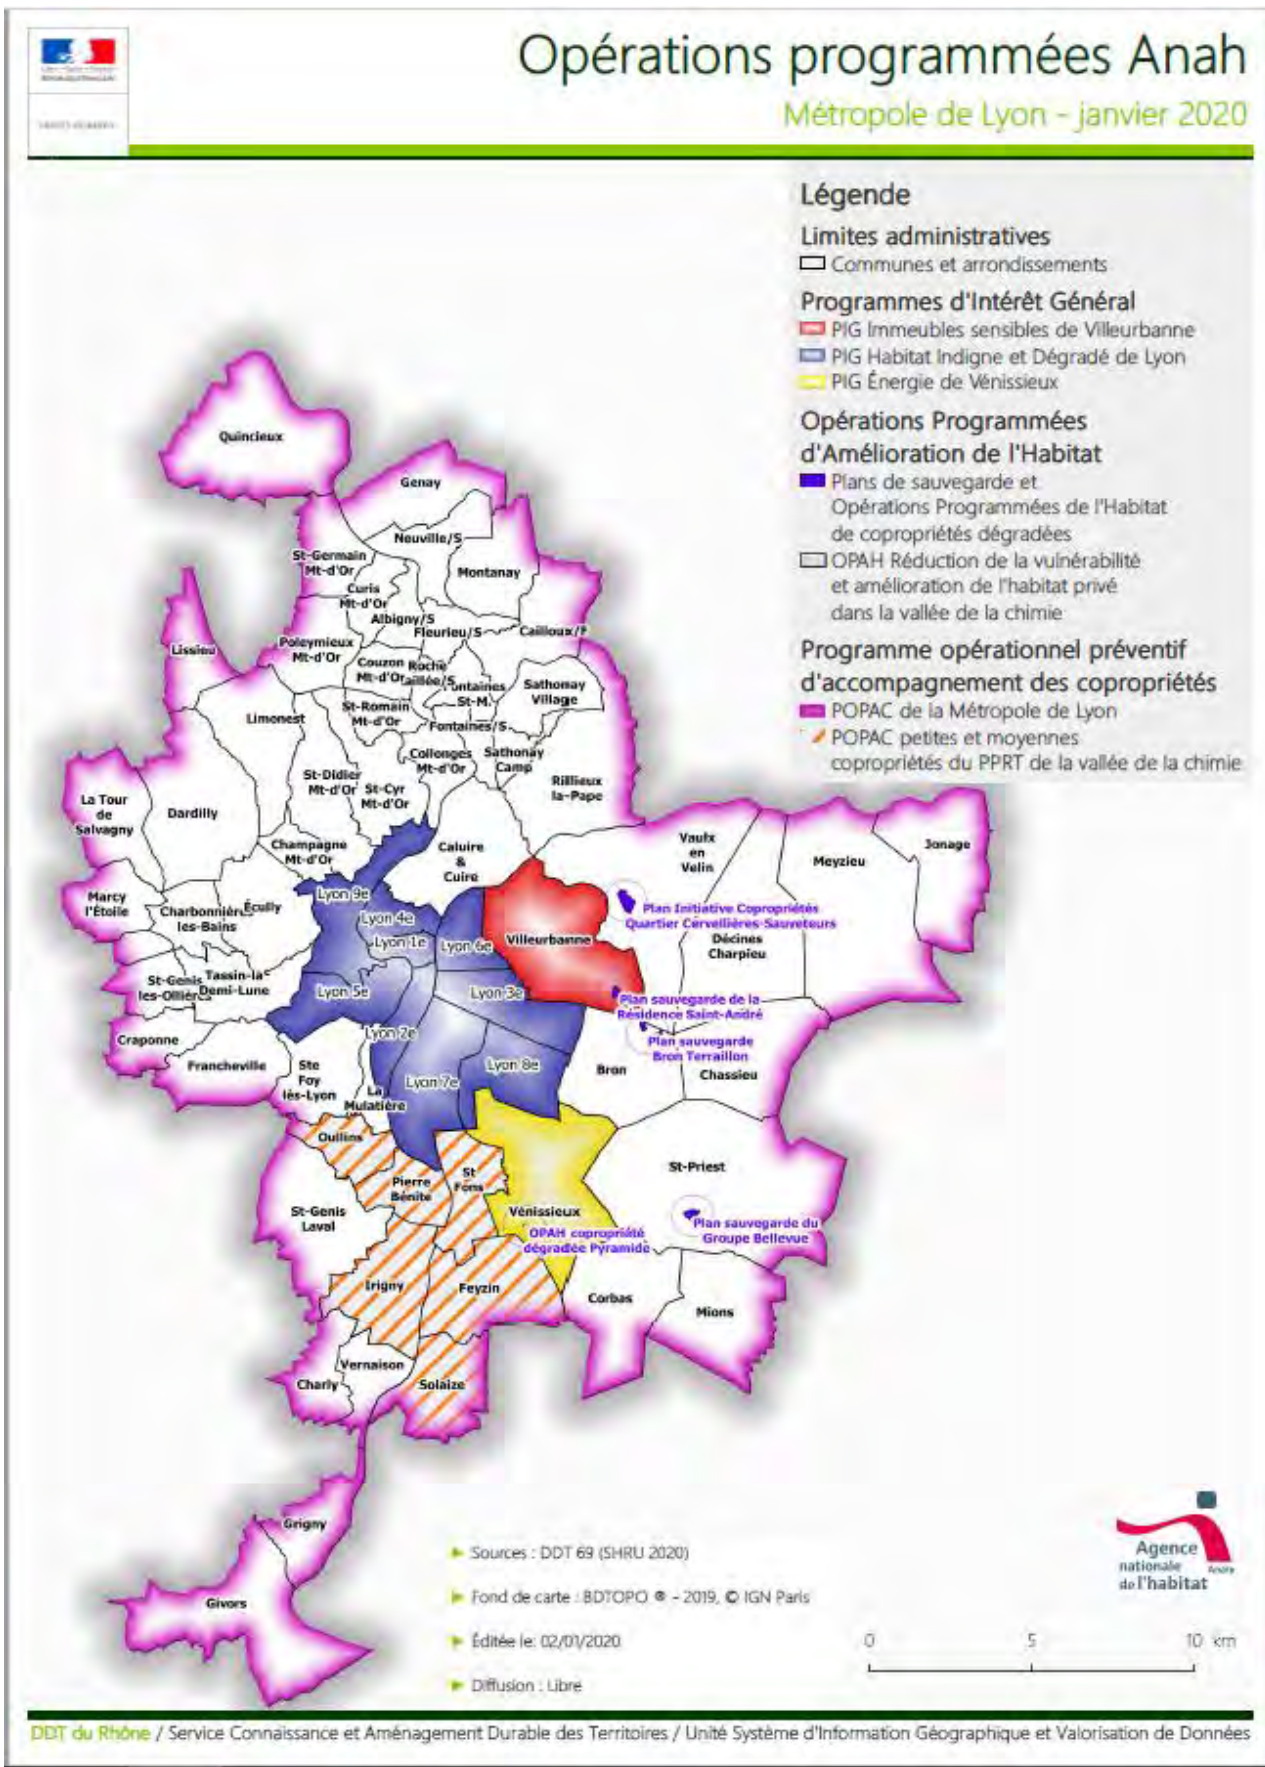 Opérations programmées Anah
Métropole de Lyon - janvier 2020
Légende
Limites administratives
Communes et arrondissements
Programmes d'Intérêt Général
PIG Immeubles sensibles de Villeurbanne
PIG Habitat Indigne et Dégradé de Lyon
PIG Énergie de Vénissieux
Opérations Programmées
d'Amélioration de l'Habitat
Plans de sauvegarde et
Opérations Programmées de l'Habitat
de copropriétés dégradées
OPAH Réduction de la vulnérabilité
et amélioration de l'habitat privé
dans la vallée de la chimie
Programme opérationnel préventif
d'accompagnement des copropriétés
POPAC de la Métropole de Lyon
POPAC petites et moyennes
copropriétés du PPRT de la vallée de la chimie
Quincieux
Genay
Neuville/S
St-Germain
Mt-d'Or
Montanay
Curis
Mt-d'Or
Albigny/S
Fleurieu/S
Cailloux/F
Lissieu
Poleymieux
Mt-d'Or
Couzon
Mt-d'Or
Roche
taillée/S
Fontaines
St-M.
Sathonay
Village
Limonest
St-Romain
Mt-d'Or
Fontaines/S
Collonges
Mt-d'Or
Sathonay
Camp
St-Didier
Mt-d'Or
St-Cyr
Mt-d'Or
Rillieux
la-Pape
La Tour
de
Salvagny
Dardilly
Champagne
Mt-d'Or
Caluire
&
Cuire
Vaulx
en
Velin
Meyzieu
Jonage
Marcy
l'Étoile
Charbonnières
les-Bains
Écully
Lyon 9e
Lyon 4e
Lyon 1e
Lyon 6e
Villeurbanne
Plan Initiative Copropriétés
Quartier Cervellières-Sauveteurs
Décines
Charpieu
St-Genis
les-Ollières
Tassin-la
Demi-Lune
Lyon 5e
Lyon 3e
Plan sauvegarde de la
Résidence Saint-André
Craponne
Francheville
Lyon 2e
Plan sauvegarde
Bron Terraillon
Ste
Foy
lès-Lyon
La
Mulatière
Lyon 7e
Lyon 8e
Bron
Chassieu
Oullins
Pierre
Bénite
St
Fons
St-Priest
St-Genis
Laval
Vénissieux
OPAH copropriété
dégradée Pyramide
Plan sauvegarde du
Groupe Bellevue
Irigny
Feyzin
Corbas
Mions
Vernaison
Charly
Solaize
Grigny
Givors
Sources : DDT 69 (SHRU 2020)
Fond de carte : BDTOPO ® - 2019, © IGN Paris
Éditée le: 02/01/2020
Diffusion : Libre
Agence
nationale
de l'habitat
Anah
0 5 10 km
DDT du Rhône / Service Connaissance et Aménagement Durable des Territoires / Unité Système d'Information Géographique et Valorisation de Données